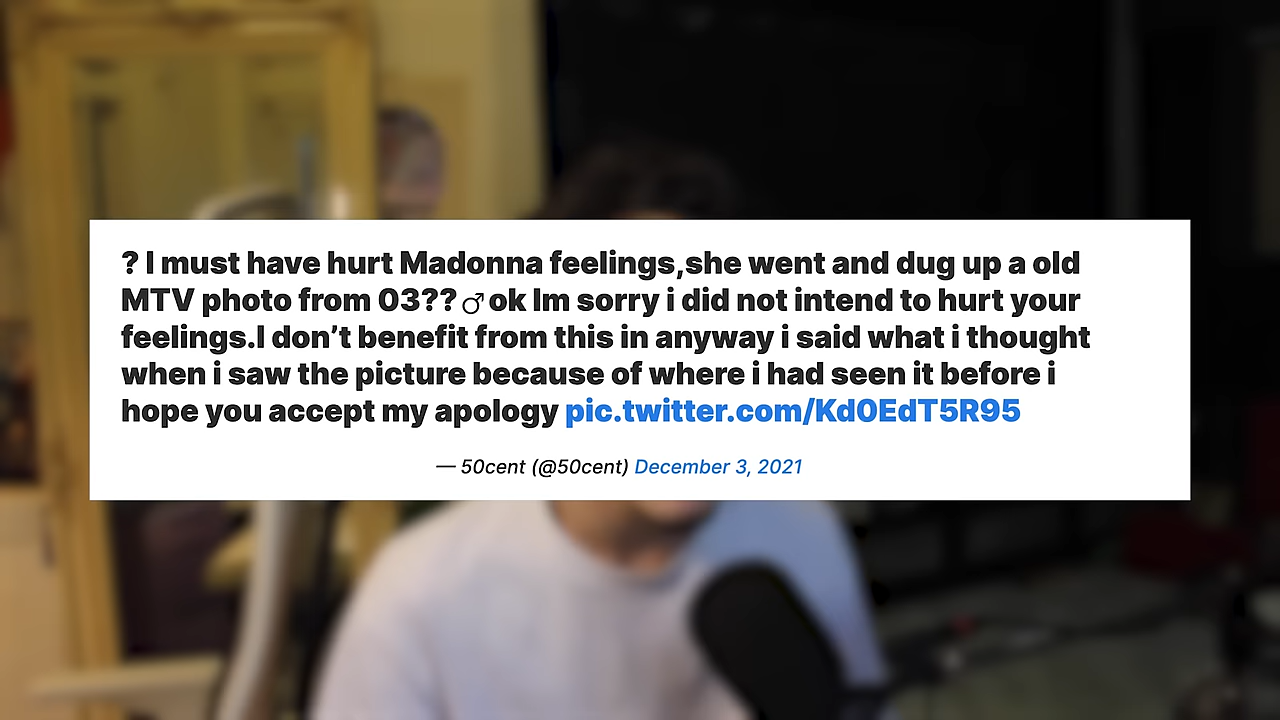 ? I must have hurt Madonna feelings,she went and dug up a old
MTV photo from 03??♂ok Im sorry i did not intend to hurt your
feelings.I don’t benefit from this in anyway i said what i thought
when i saw the picture because of where i had seen it before i
hope you accept my apology pic.twitter.com/Kd0EdT5R95
— 50cent (@50cent) December 3, 2021